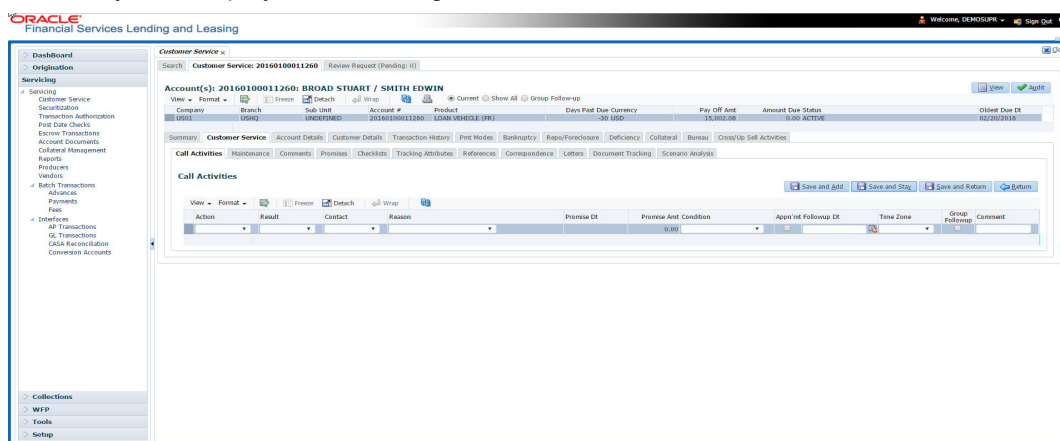 ORACLE
Financial Services Lending and Leasing
Welcome, DEMOSUPR Sign Out
DashBoard
Origination
Servicing
Servicing
Customer Service
Securitization
Transaction Authorization
Post Date Checks
Escrow Transactions
Account Documents
Collateral Management
Reports
Producers
Vendors
Batch Transactions
Advances
Payments
Fees
Interfaces
AP Transactions
GL Transactions
CASA Reconciliation
Conversion Accounts
Collections
WFP
Tools
Setup
Customer Service x
Search Customer Service: 20160100011260 Review Request (Pending: 0)
Account(s): 20160100011260: BROAD STUART / SMITH EDWIN
View Audit
View Format Freeze Detach Wrap Current Show All Group Follow-up
Company Branch Sub Unit Account # Product Days Past Due Currency Pay Off Amt Amount Due Status Oldest Due Dt
US01 USHQ UNDEFINED 20160100011260 LOAN VEHICLE (FR) -30 USD 15,002.08 0.00 ACTIVE 02/20/2016
Summary Customer Service Account Details Customer Details Transaction History Pmt Modes Bankruptcy Repo/Foreclosure Deficiency Collateral Bureau Cross/Up Sell Activities
Call Activities Maintenance Comments Promises Checklists Tracking Attributes References Correspondence Letters Document Tracking Scenario Analysis
Call Activities
Save and Add Save and Stay Save and Return Return
View Format Freeze Detach Wrap
Action Result Contact Reason Promise Dt Promise Amt Condition Appn'mt Followup Dt Time Zone Group Followup Comment
0.00